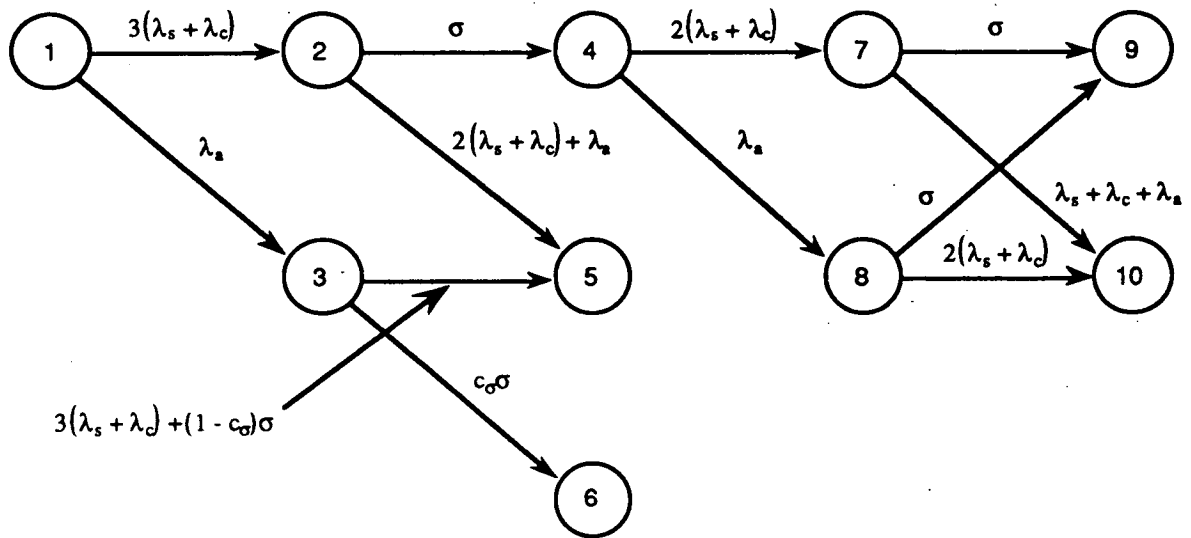 3(λs + λc)
σ
2(λs + λc)
σ
1
2
4
7
9
λa
2(λs + λc) + λa
λa
σ
λs + λc + λa
2(λs + λc)
3
5
8
10
cσσ
3(λs + λc) +(1 - cσ)σ
6